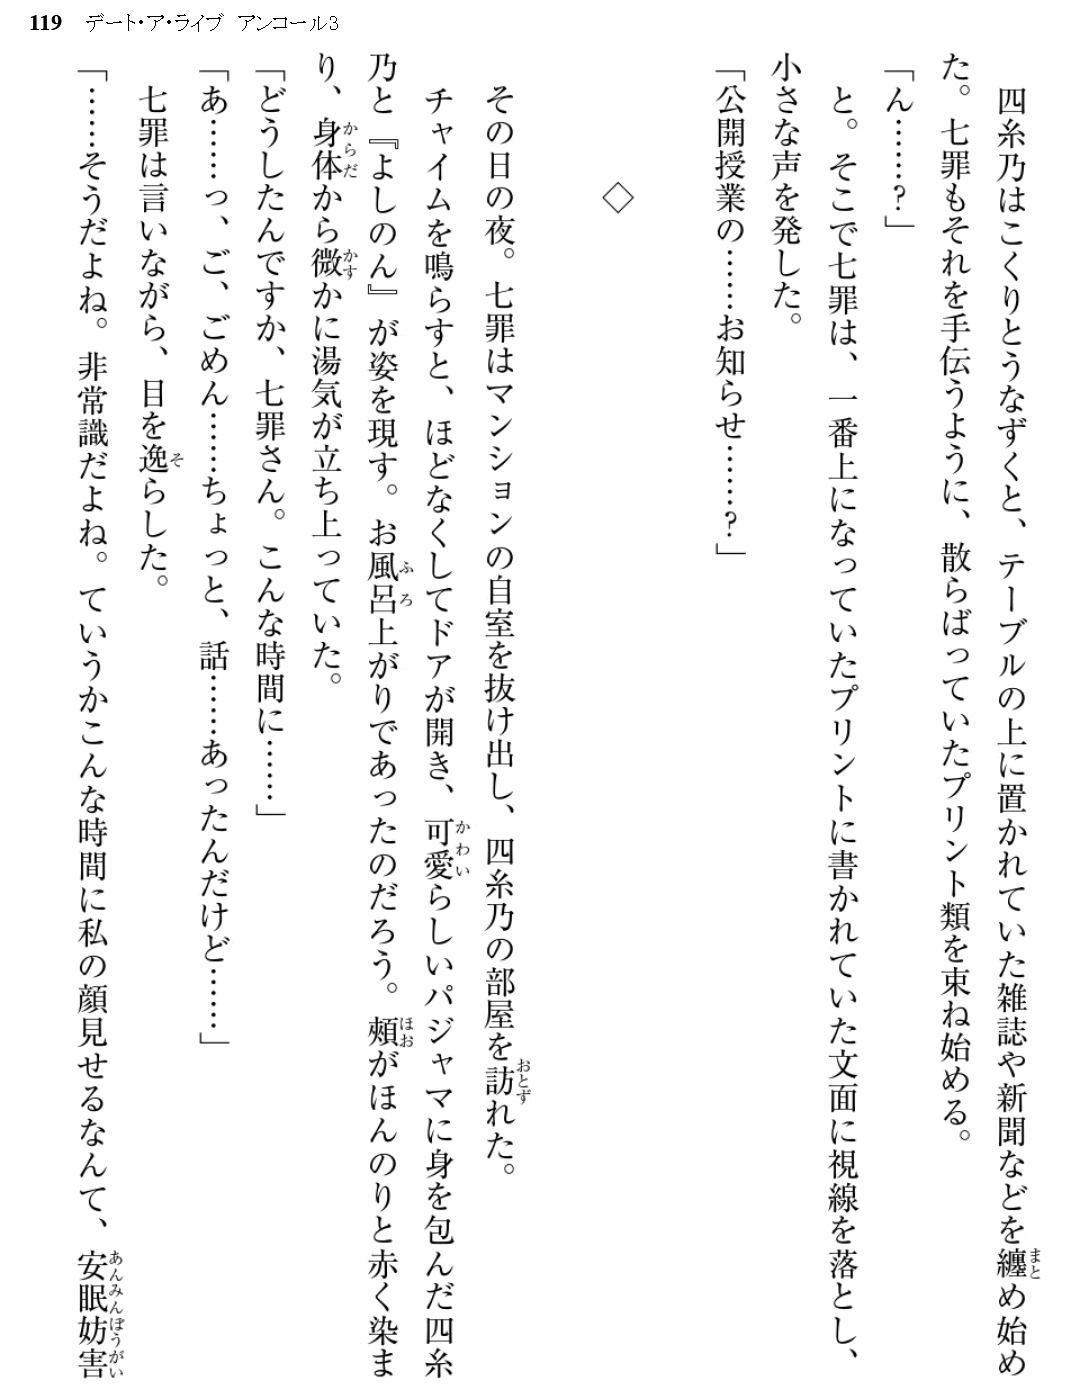 119 デート・ア・ライブ アンコール3
四糸乃はこくりとうなずくと、テーブルの上に置かれていた雑誌や新聞などを纏め始め
た。七罪もそれを手伝うように、散らばっていたプリント類を束ね始める。
「ん……？」
と。そこで七罪は、一番上になっていたプリントに書かれていた文面に視線を落とし、
小さな声を発した。
「公開授業の……お知らせ……？」
◇
その日の夜。七罪はマンションの自室を抜け出し、四糸乃の部屋を訪れた。
チャイムを鳴らすと、ほどなくしてドアが開き、可愛らしいパジャマに身を包んだ四糸
乃と『よしのん』が姿を現す。お風呂上がりであったのだろう。頰がほんのりと赤く染ま
り、身体から微かに湯気が立ち上っていた。
「どうしたんですか、七罪さん。こんな時間に……」
「あ……っ、ご、ごめん……ちょっと、話……あったんだけど……」
七罪は言いながら、目を逸らした。
「……そうだよね。非常識だよね。ていうかこんな時間に私の顔見せるなんて、安眠妨害